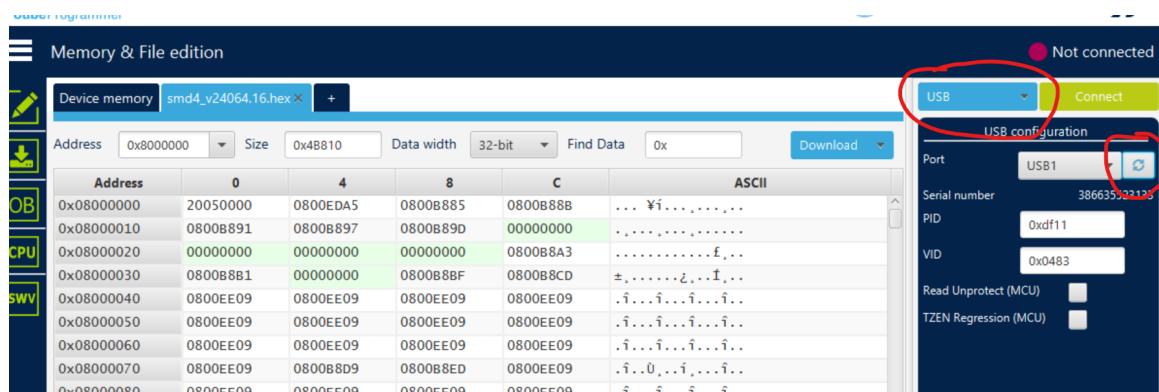 Memory & File edition
Not connected
Device memory smd4_v24064.16.hex × +
USB Connect
Address 0x8000000 Size 0x4B810 Data width 32-bit Find Data 0x Download
USB configuration
Port USB1
Serial number
PID 0xdf11
VID 0x0483
Read Unprotect (MCU)
TZEN Regression (MCU)
OB
CPU
SWV
Address 0 4 8 C ASCII
0x08000000 20050000 0800EDA5 0800B885 0800B88B ... ¥í...¸...¸..
0x08000010 0800B891 0800B897 0800B89D 00000000 .¸...¸...¸......
0x08000020 00000000 00000000 00000000 0800B8A3 ............£¸..
0x08000030 0800B8B1 00000000 0800B8BF 0800B8CD ±¸......¿¸..Í¸..
0x08000040 0800EE09 0800EE09 0800EE09 0800EE09 .î...î...î...î..
0x08000050 0800EE09 0800EE09 0800EE09 0800EE09 .î...î...î...î..
0x08000060 0800EE09 0800EE09 0800EE09 0800EE09 .î...î...î...î..
0x08000070 0800EE09 0800B8D9 0800B8ED 0800EE09 .î..Ù¸..í¸...î..